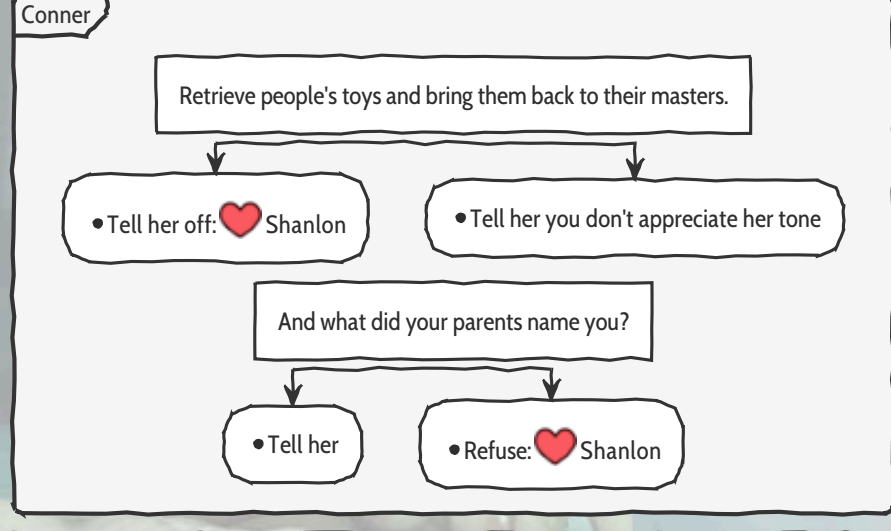 Conner
Retrieve people's toys and bring them back to their masters.
•Tell her off: Shanlon
•Tell her you don't appreciate her tone
And what did your parents name you?
•Tell her
•Refuse: Shanlon